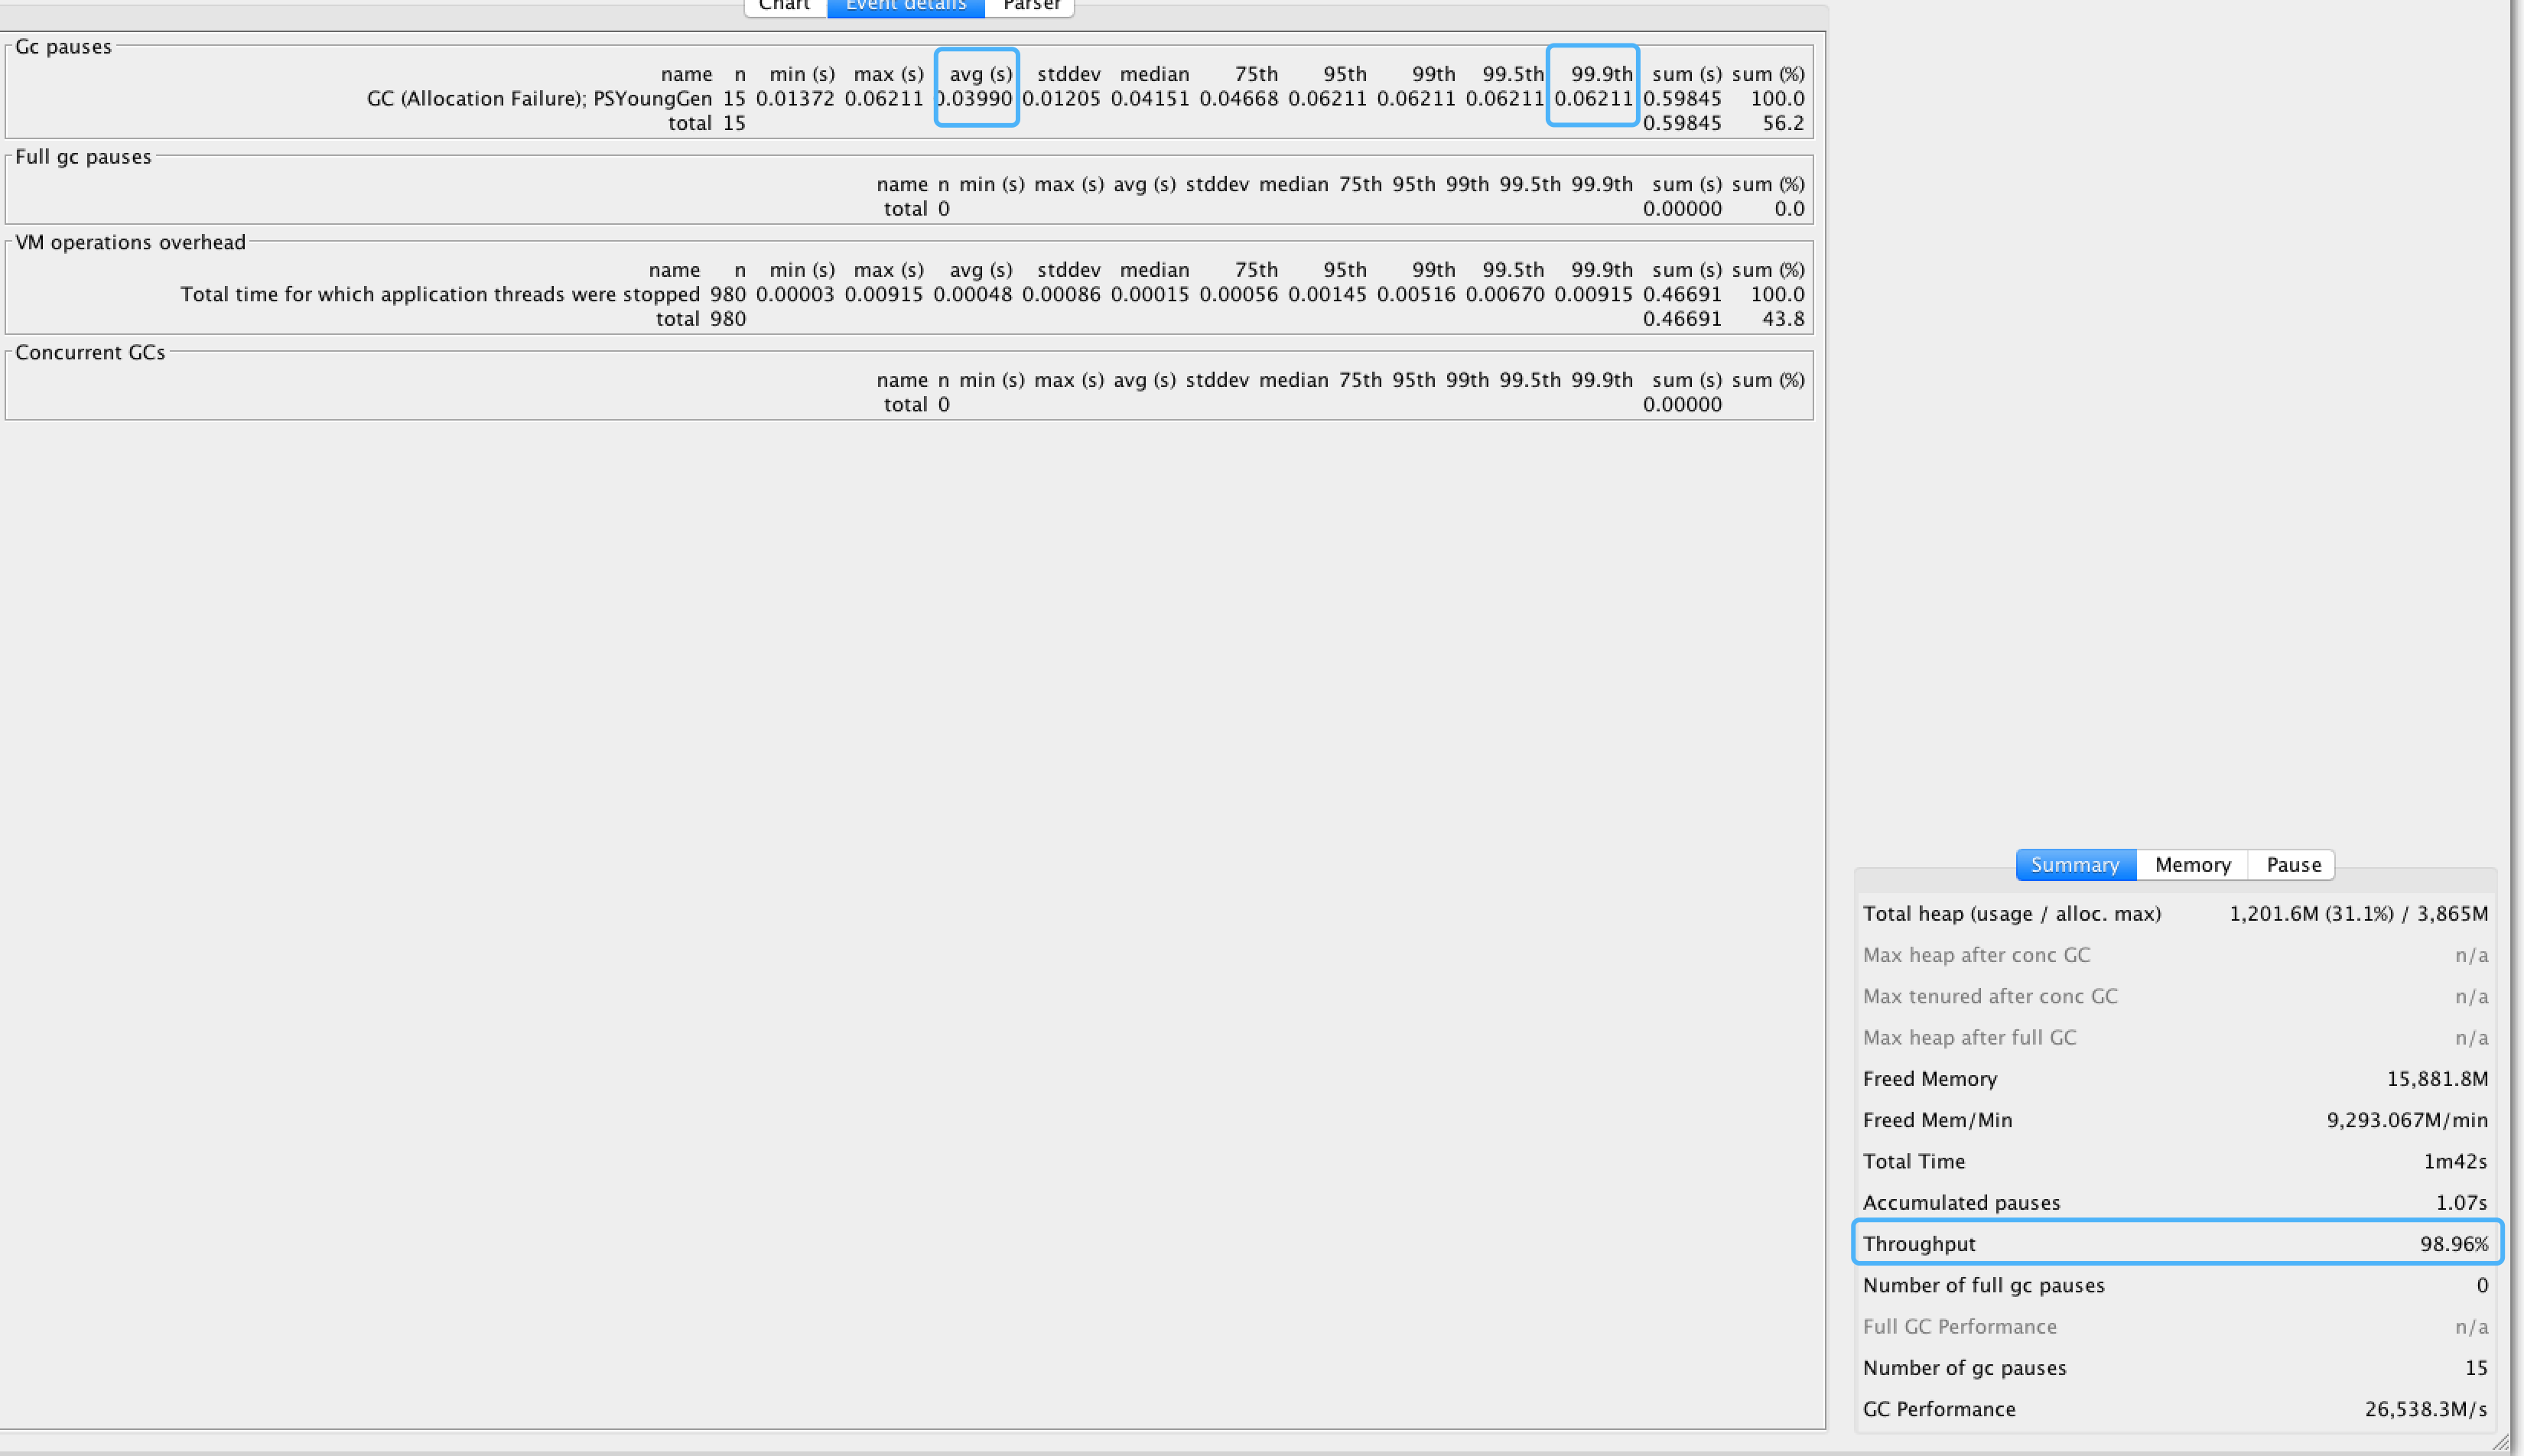 Chart Event details Parser
Gc pauses
name n min (s) max (s) avg (s) stddev median 75th 95th 99th 99.5th 99.9th sum (s) sum (%)
GC (Allocation Failure); PSYoungGen 15 0.01372 0.06211 0.03990 0.01205 0.04151 0.04668 0.06211 0.06211 0.06211 0.06211 0.59845 100.0
total 15 0.59845 56.2
Full gc pauses
name n min (s) max (s) avg (s) stddev median 75th 95th 99th 99.5th 99.9th sum (s) sum (%)
total 0 0.00000 0.0
VM operations overhead
name n min (s) max (s) avg (s) stddev median 75th 95th 99th 99.5th 99.9th sum (s) sum (%)
Total time for which application threads were stopped 980 0.00003 0.00915 0.00048 0.00086 0.00015 0.00056 0.00145 0.00516 0.00670 0.00915 0.46691 100.0
total 980 0.46691 43.8
Concurrent GCs
name n min (s) max (s) avg (s) stddev median 75th 95th 99th 99.5th 99.9th sum (s) sum (%)
total 0 0.00000
Summary Memory Pause
Total heap (usage / alloc. max) 1,201.6M (31.1%) / 3,865M
Max heap after conc GC n/a
Max tenured after conc GC n/a
Max heap after full GC n/a
Freed Memory 15,881.8M
Freed Mem/Min 9,293.067M/min
Total Time 1m42s
Accumulated pauses 1.07s
Throughput 98.96%
Number of full gc pauses 0
Full GC Performance n/a
Number of gc pauses 15
GC Performance 26,538.3M/s